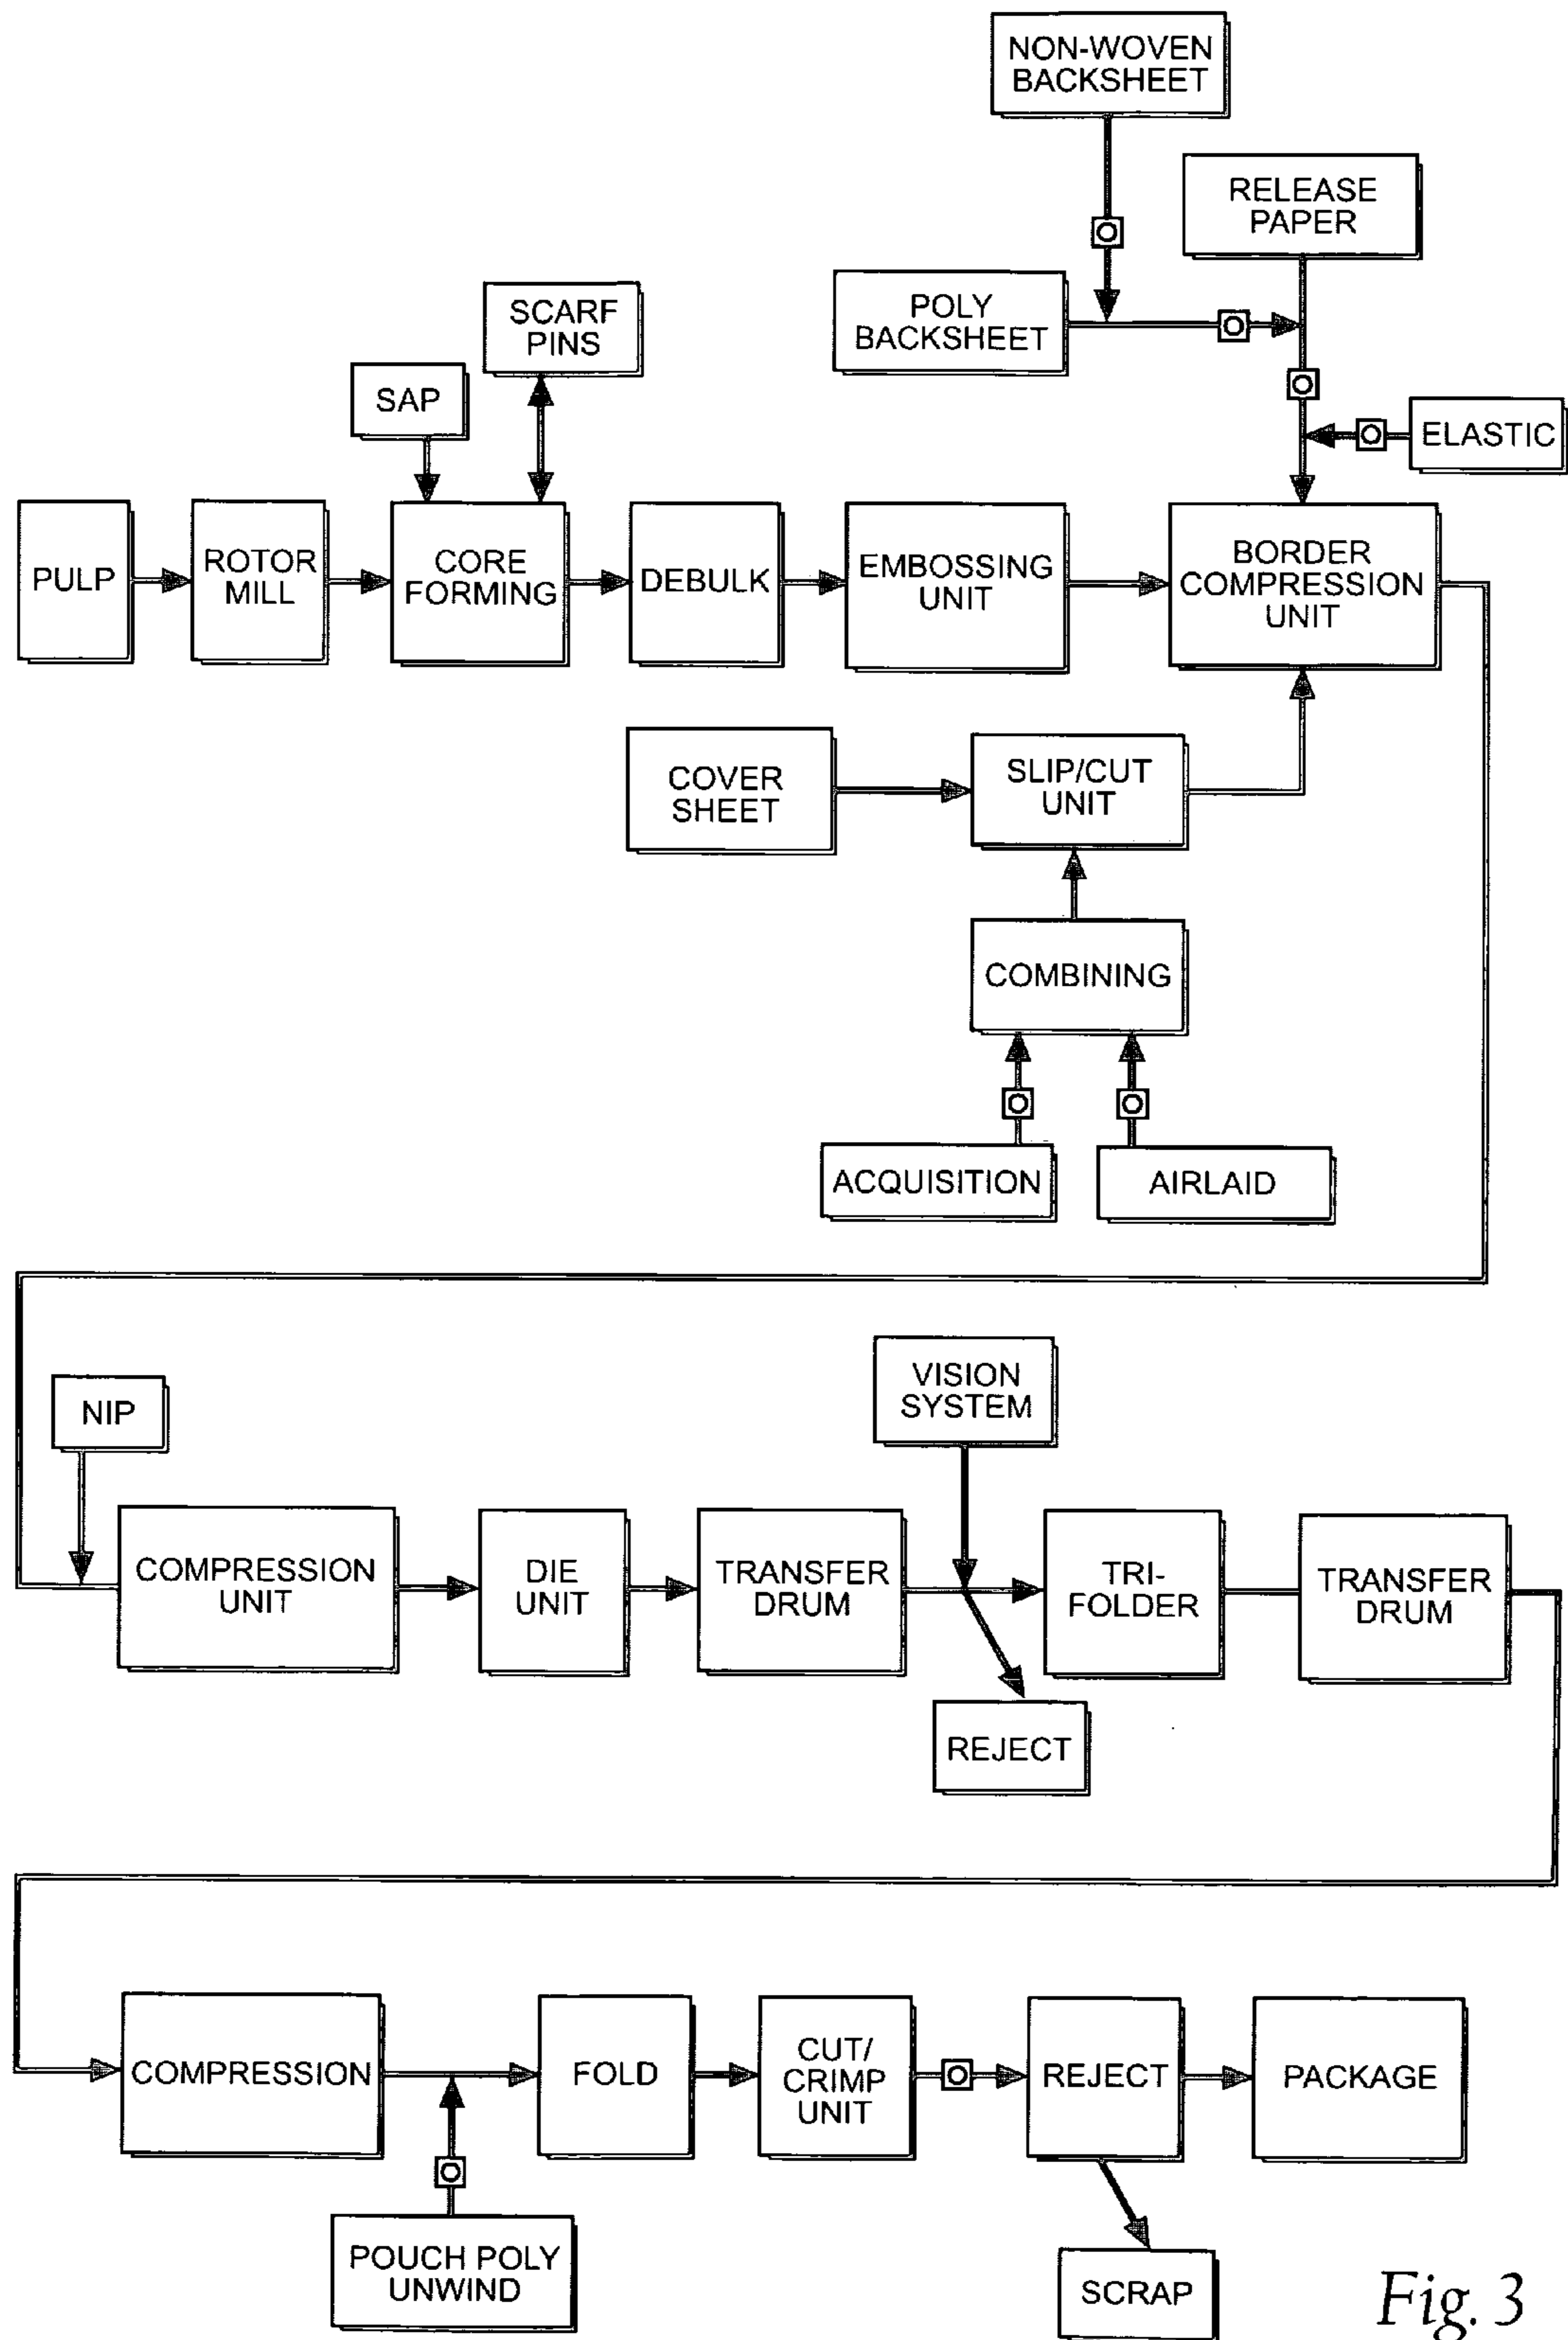 NON-WOVEN
BACKSHEET
RELEASE
PAPER
POLY
BACKSHEET
SCARF
PINS
SAP
ELASTIC
PULP
ROTOR
MILL
CORE
FORMING
DEBULK
EMBOSSING
UNIT
BORDER
COMPRESSION
UNIT
COVER
SHEET
SLIP/CUT
UNIT
COMBINING
ACQUISITION
AIRLAID
NIP
VISION
SYSTEM
COMPRESSION
UNIT
DIE
UNIT
TRANSFER
DRUM
TRI-
FOLDER
TRANSFER
DRUM
REJECT
COMPRESSION
FOLD
CUT/
CRIMP
UNIT
REJECT
PACKAGE
POUCH POLY
UNWIND
SCRAP
Fig. 3